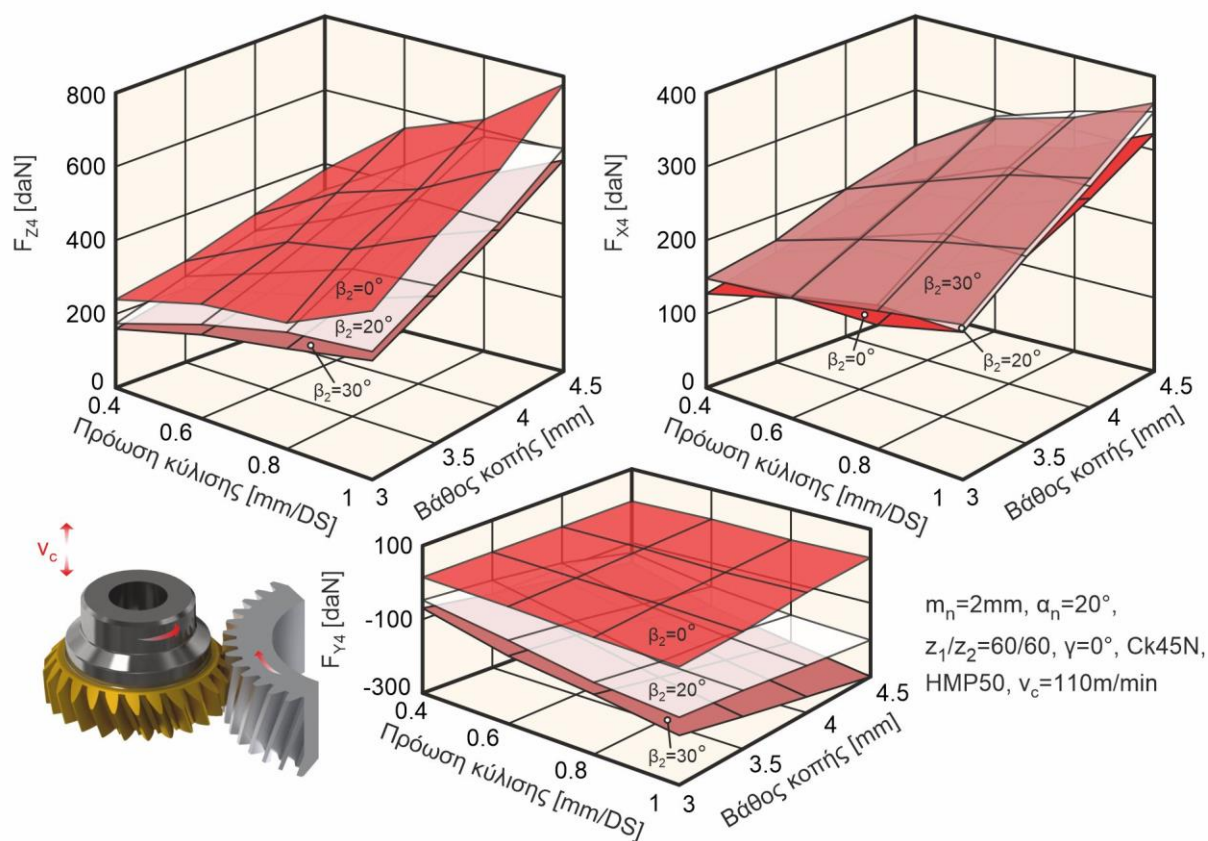 800
600
400
200
0
F_Z4 [daN]
β₂=0°
β₂=20°
β₂=30°
0.4
0.6
0.8
1
Πρόωση κύλισης [mm/DS]
3
3.5
4
4.5
Βάθος κοπής [mm]
400
300
200
100
0
F_X4 [daN]
β₂=30°
β₂=0°
β₂=20°
0.4
0.6
0.8
1
Πρόωση κύλισης [mm/DS]
3
3.5
4
4.5
Βάθος κοπής [mm]
v_c
100
-100
-300
F_Y4 [daN]
β₂=0°
β₂=20°
β₂=30°
0.4
0.6
0.8
1
Πρόωση κύλισης [mm/DS]
3
3.5
4
4.5
Βάθος κοπής [mm]
m_n=2mm, α_n=20°,
z₁/z₂=60/60, γ=0°, Ck45N,
HMP50, v_c=110m/min